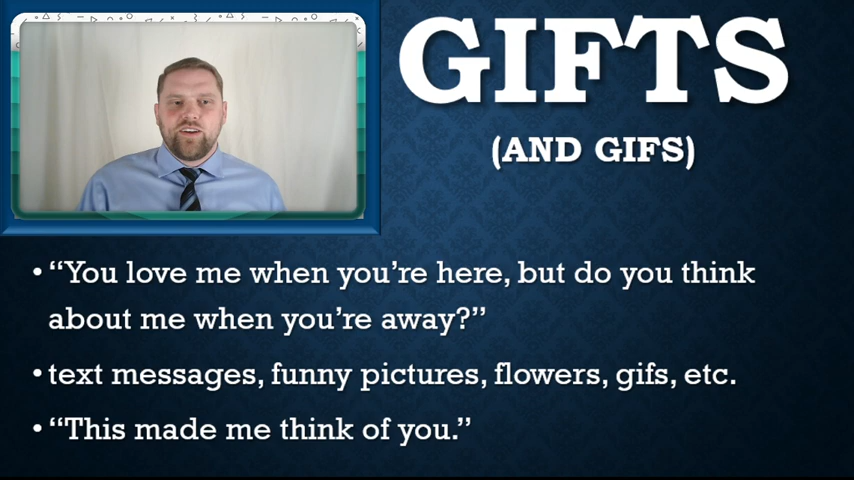 GIFTS
(AND GIFS)
• “You love me when you’re here, but do you think
about me when you’re away?”
• text messages, funny pictures, flowers, gifs, etc.
• “This made me think of you.”